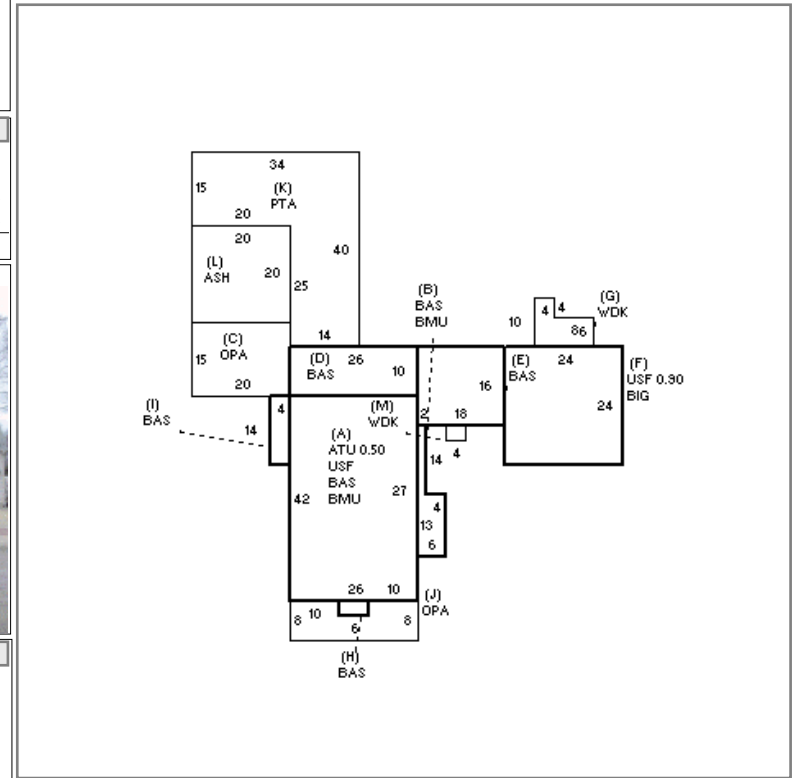 34
15
(K)
PTA
20
20
(L)
ASH
20
40
25
14
(C)
OPA
15
20
(B)
BAS
BMU
10
4
4
(G)
WDK
86
(D)
BAS
26
10
16
(E)
BAS
24
24
(F)
USF 0.90
BIG
(I)
BAS
14
4
(M)
WDK
2
18
4
14
(A)
ATU 0.50
USF
BAS
BMU
42
27
4
13
6
26
10
(J)
OPA
8
10
6
8
(H)
BAS